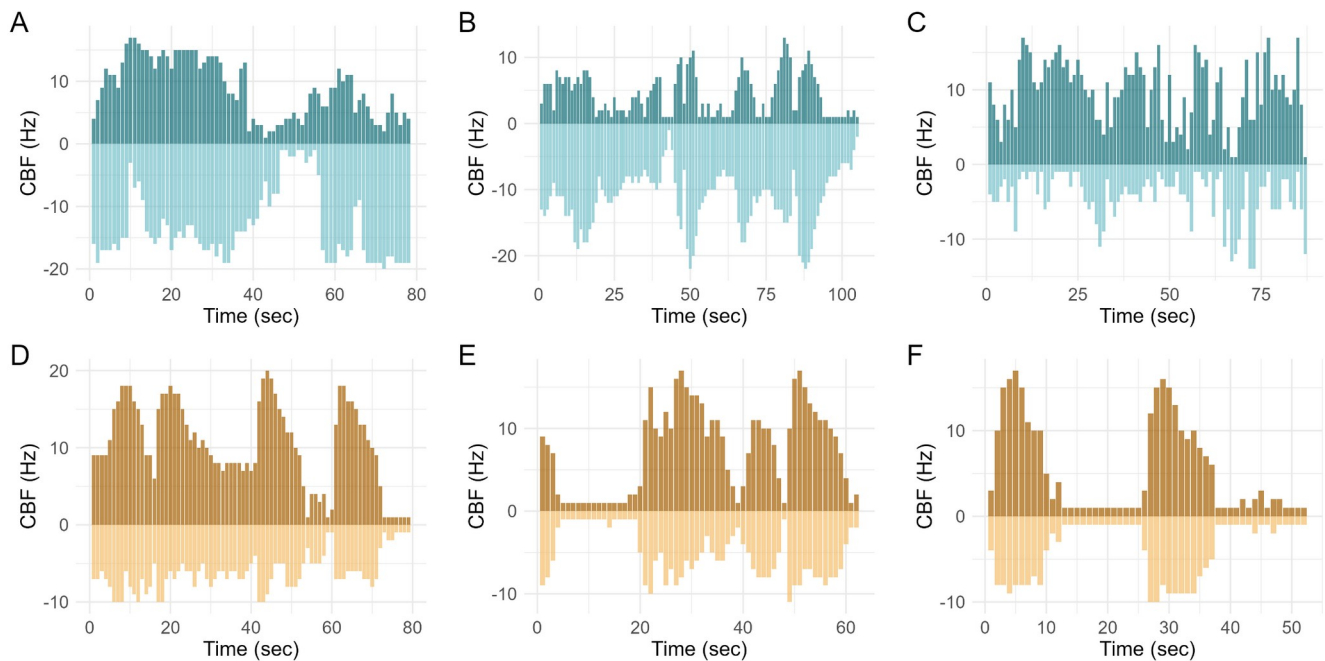 A
CBF (Hz)
10
0
-10
-20
0 20 40 60 80
Time (sec)
B
CBF (Hz)
10
0
-10
-20
0 25 50 75 100
Time (sec)
C
CBF (Hz)
10
0
-10
0 25 50 75
Time (sec)
D
CBF (Hz)
20
10
0
-10
0 20 40 60 80
Time (sec)
E
CBF (Hz)
10
0
-10
0 20 40 60
Time (sec)
F
CBF (Hz)
10
0
-10
0 10 20 30 40 50
Time (sec)